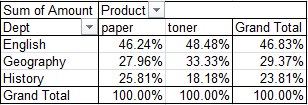 Sum of Amount Product
Dept paper toner Grand Total
English 46.24% 48.48% 46.83%
Geography 27.96% 33.33% 29.37%
History 25.81% 18.18% 23.81%
Grand Total 100.00% 100.00% 100.00%